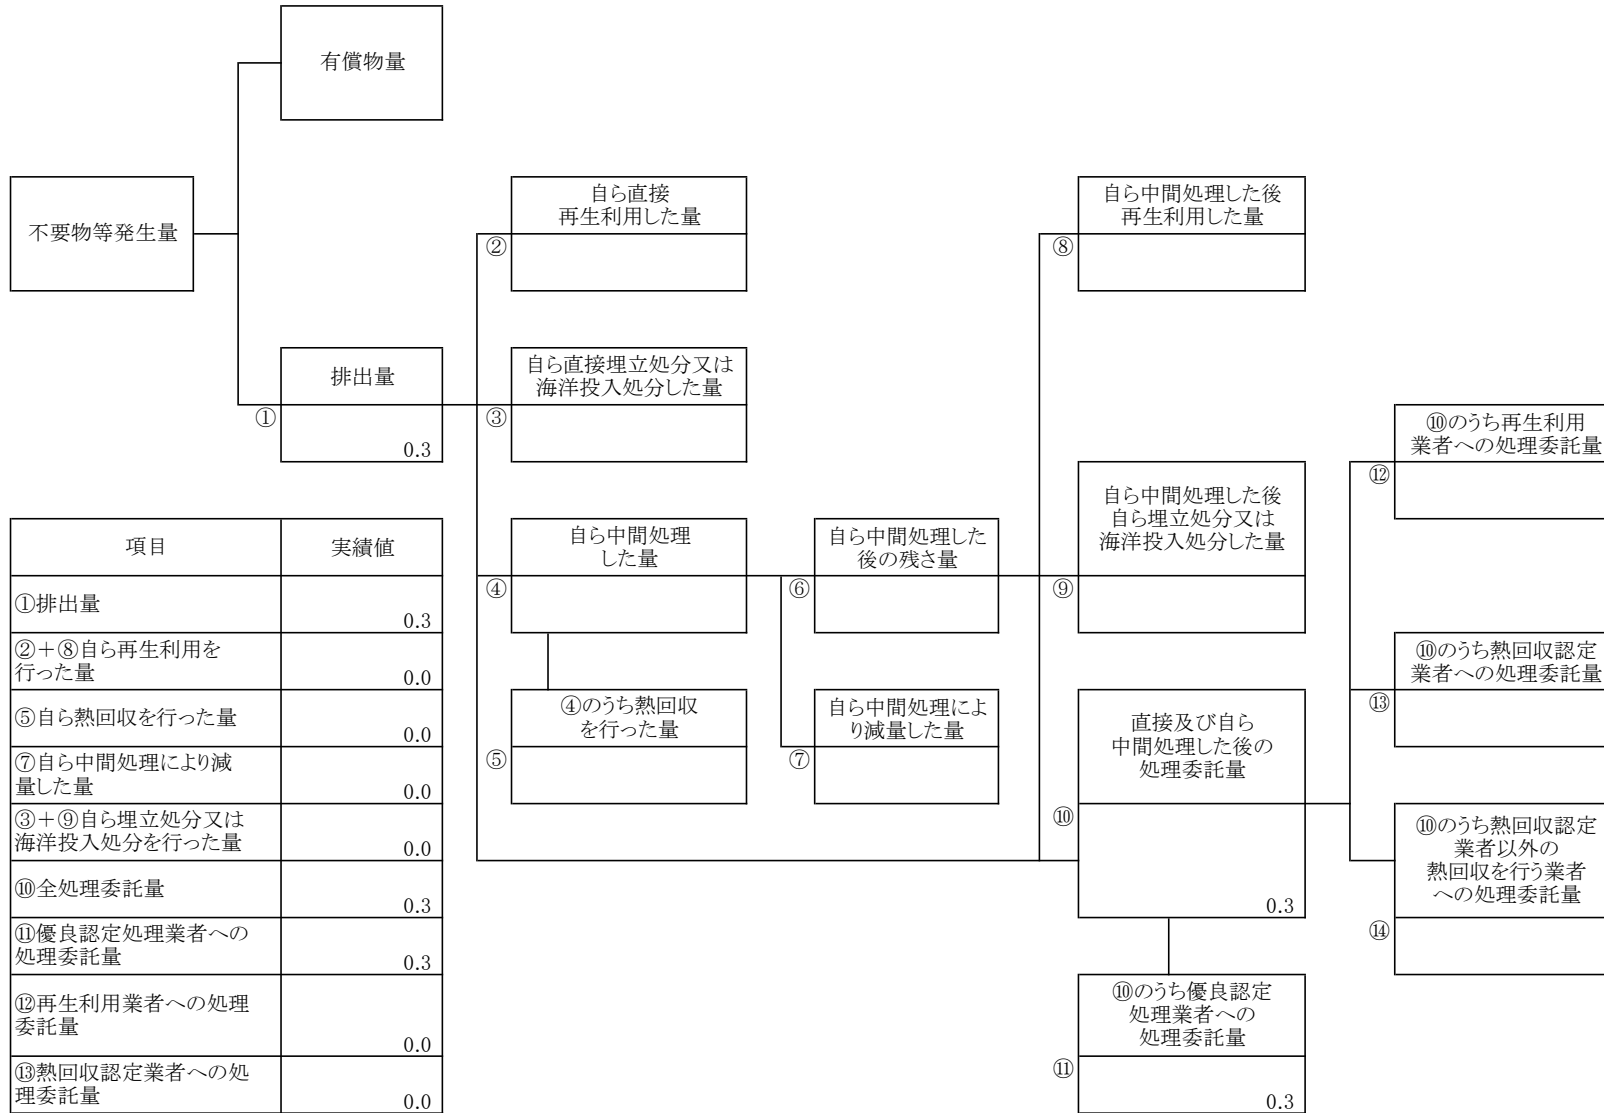 有償物量
不要物等発生量
自ら直接
再生利用した量
②
自ら中間処理した後
再生利用した量
⑧
排出量
①
0.3
自ら直接埋立処分又は
海洋投入処分した量
③
⑩のうち再生利用
業者への処理委託量
⑫
自ら中間処理
した量
④
自ら中間処理した
後の残さ量
⑥
自ら中間処理した後
自ら埋立処分又は
海洋投入処分した量
⑨
④のうち熱回収
を行った量
⑤
自ら中間処理によ
り減量した量
⑦
直接及び自ら
中間処理した後の
処理委託量
⑩
0.3
⑩のうち熱回収認定
業者への処理委託量
⑬
⑩のうち熱回収認定
業者以外の
熱回収を行う業者
への処理委託量
⑭
⑩のうち優良認定
処理業者への
処理委託量
⑪
0.3
項目 実績値
①排出量
0.3
②+⑧自ら再生利用を
行った量
0.0
⑤自ら熱回収を行った量
0.0
⑦自ら中間処理により減
量した量
0.0
③+⑨自ら埋立処分又は
海洋投入処分を行った量
0.0
⑩全処理委託量
0.3
⑪優良認定処理業者への
処理委託量
0.3
⑫再生利用業者への処理
委託量
0.0
⑬熱回収認定業者への処
理委託量
0.0